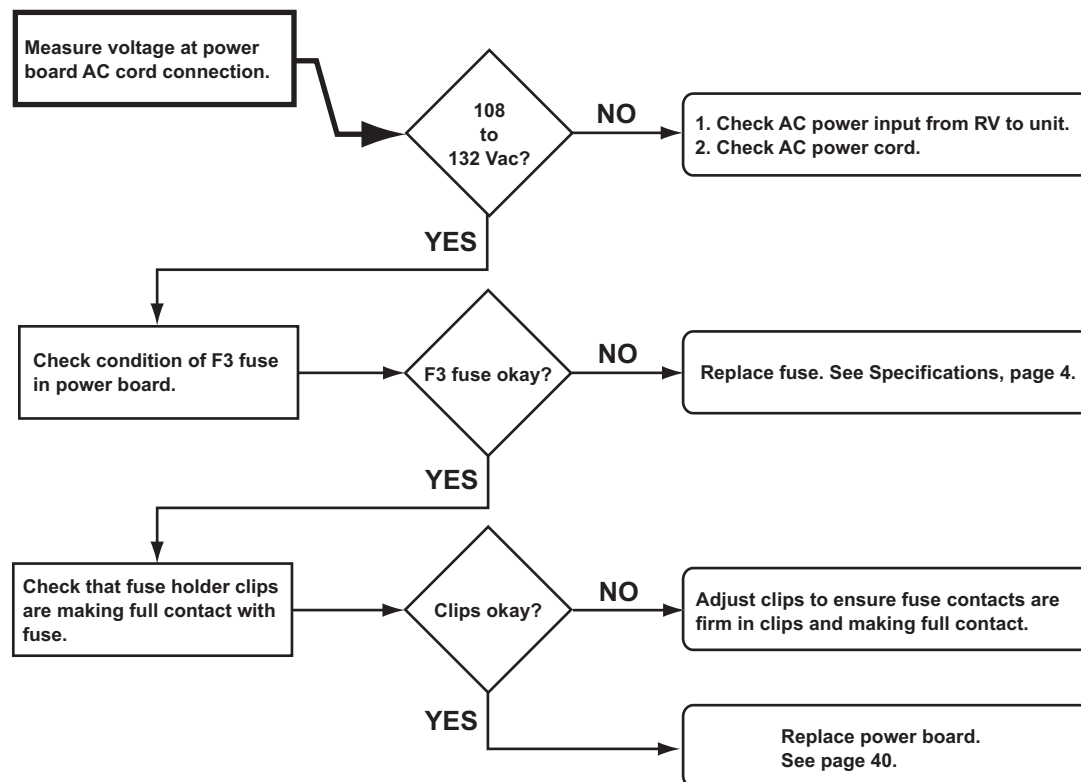 Measure voltage at power
board AC cord connection.
108
to
132 Vac?
NO
1. Check AC power input from RV to unit.
2. Check AC power cord.
YES
Check condition of F3 fuse
in power board.
F3 fuse okay?
NO
Replace fuse. See Specifications, page 4.
YES
Check that fuse holder clips
are making full contact with
fuse.
Clips okay?
NO
Adjust clips to ensure fuse contacts are
firm in clips and making full contact.
YES
Replace power board.
See page 40.